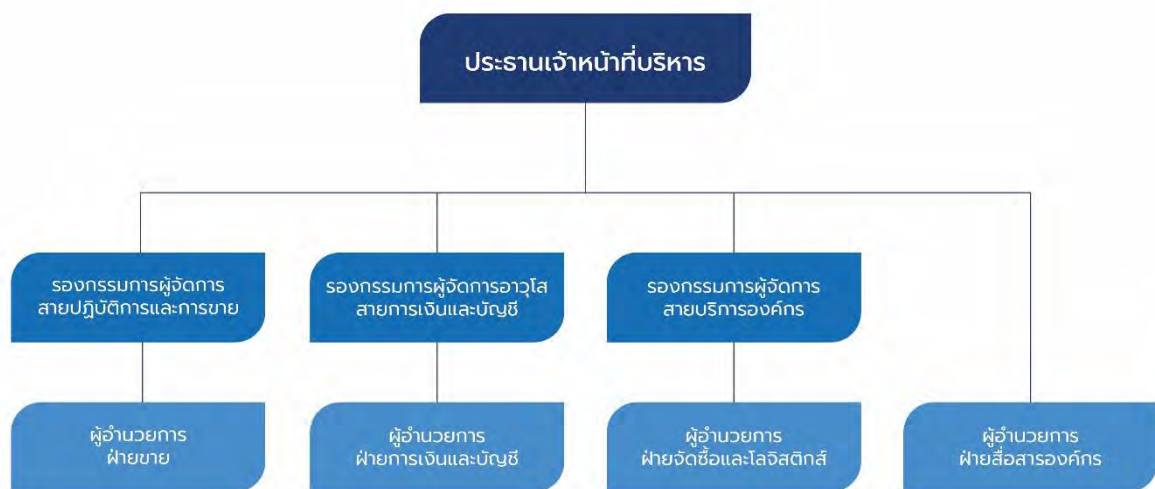 ประธานเจ้าหน้าที่บริหาร
รองกรรมการผู้จัดการ
สายปฏิบัติการและการขาย
รองกรรมการผู้จัดการอาวุโส
สายการเงินและบัญชี
รองกรรมการผู้จัดการ
สายบริการองค์กร
ผู้อำนวยการ
ฝ่ายขาย
ผู้อำนวยการ
ฝ่ายการเงินและบัญชี
ผู้อำนวยการ
ฝ่ายจัดซื้อและโลจิสติกส์
ผู้อำนวยการ
ฝ่ายสื่อสารองค์กร